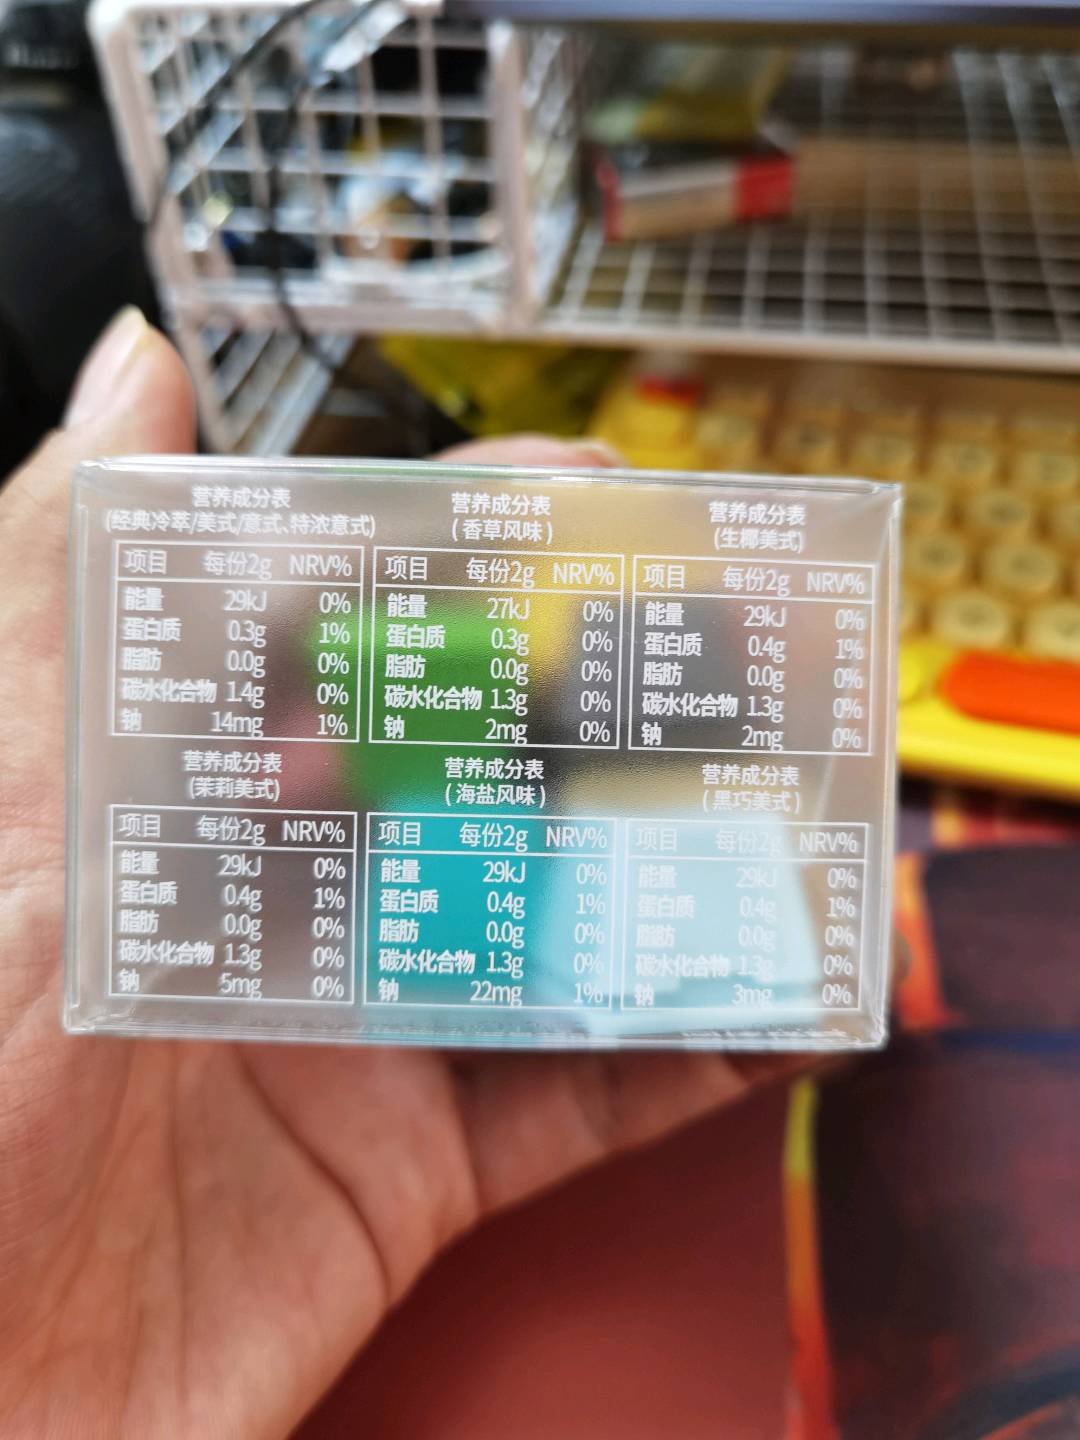 营养成分表
(经典冷萃/美式/意式、特浓意式)
项目 每份2g NRV%
能量 29kJ 0%
蛋白质 0.3g 1%
脂肪 0.0g 0%
碳水化合物 1.4g 0%
钠 14mg 1%
营养成分表
(香草风味)
项目 每份2g NRV%
能量 27kJ 0%
蛋白质 0.3g 0%
脂肪 0.0g 0%
碳水化合物 1.3g 0%
钠 2mg 0%
营养成分表
(生椰美式)
项目 每份2g NRV%
能量 29kJ 0%
蛋白质 0.4g 1%
脂肪 0.0g 0%
碳水化合物 1.3g 0%
钠 2mg 0%
营养成分表
(茉莉美式)
项目 每份2g NRV%
能量 29kJ 0%
蛋白质 0.4g 1%
脂肪 0.0g 0%
碳水化合物 1.3g 0%
钠 5mg 0%
营养成分表
(海盐风味)
项目 每份2g NRV%
能量 29kJ 0%
蛋白质 0.4g 1%
脂肪 0.0g 0%
碳水化合物 1.3g 0%
钠 22mg 1%
营养成分表
(黑巧美式)
项目 每份2g NRV%
能量 29kJ 0%
蛋白质 0.4g 1%
脂肪 0.0g 0%
碳水化合物 1.3g 0%
钠 3mg 0%